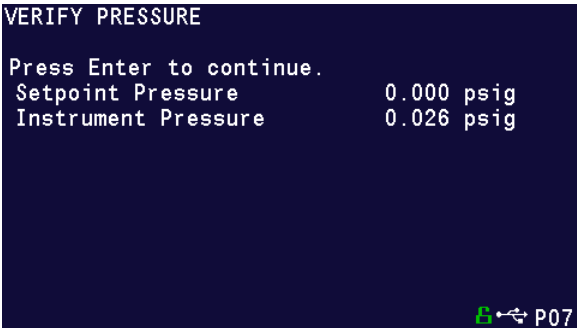 VERIFY PRESSURE
Press Enter to continue.
Setpoint Pressure 0.000 psig
Instrument Pressure 0.026 psig
P07